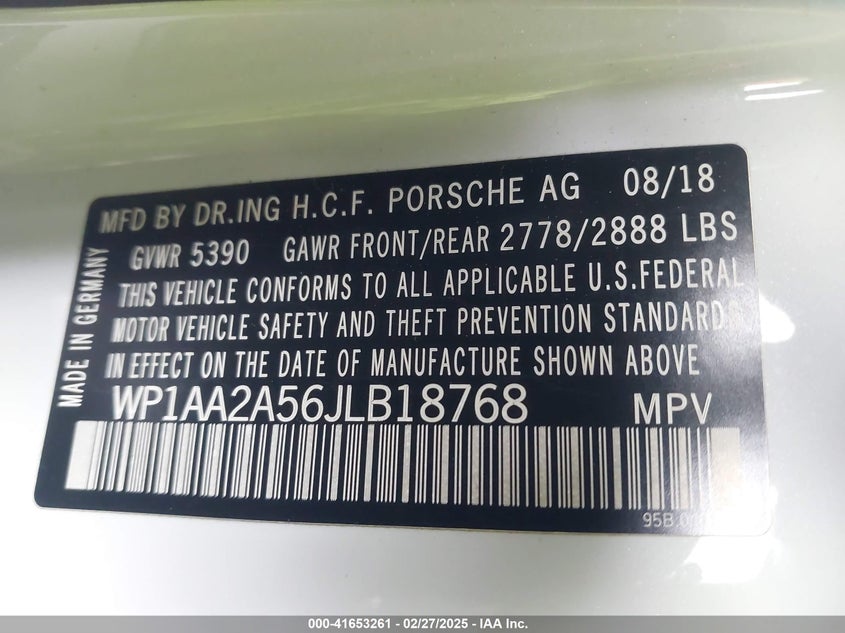 MFD BY DR.ING H.C.F. PORSCHE AG 08/18
GVWR 5390 GAWR FRONT/REAR 2778/2888 LBS
THIS VEHICLE CONFORMS TO ALL APPLICABLE U.S.FEDERAL
MOTOR VEHICLE SAFETY AND THEFT PREVENTION STANDARDS
IN EFFECT ON THE DATE OF MANUFACTURE SHOWN ABOVE
WP1AA2A56JLB18768 MPV
MADE IN GERMANY
000-41653261 - 02/27/2025 - IAA Inc.